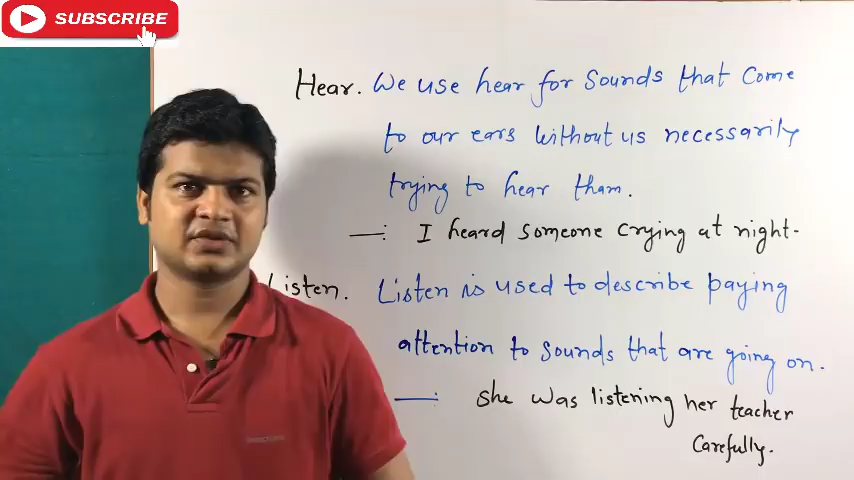 SUBSCRIBE
Hear. We use hear for sounds that come
to our ears without us necessarily
trying to hear tham.
I heard someone crying at night.
Listen. Listen is used to describe paying
attention to sounds that are going on.
She was listening her teacher
carefully.